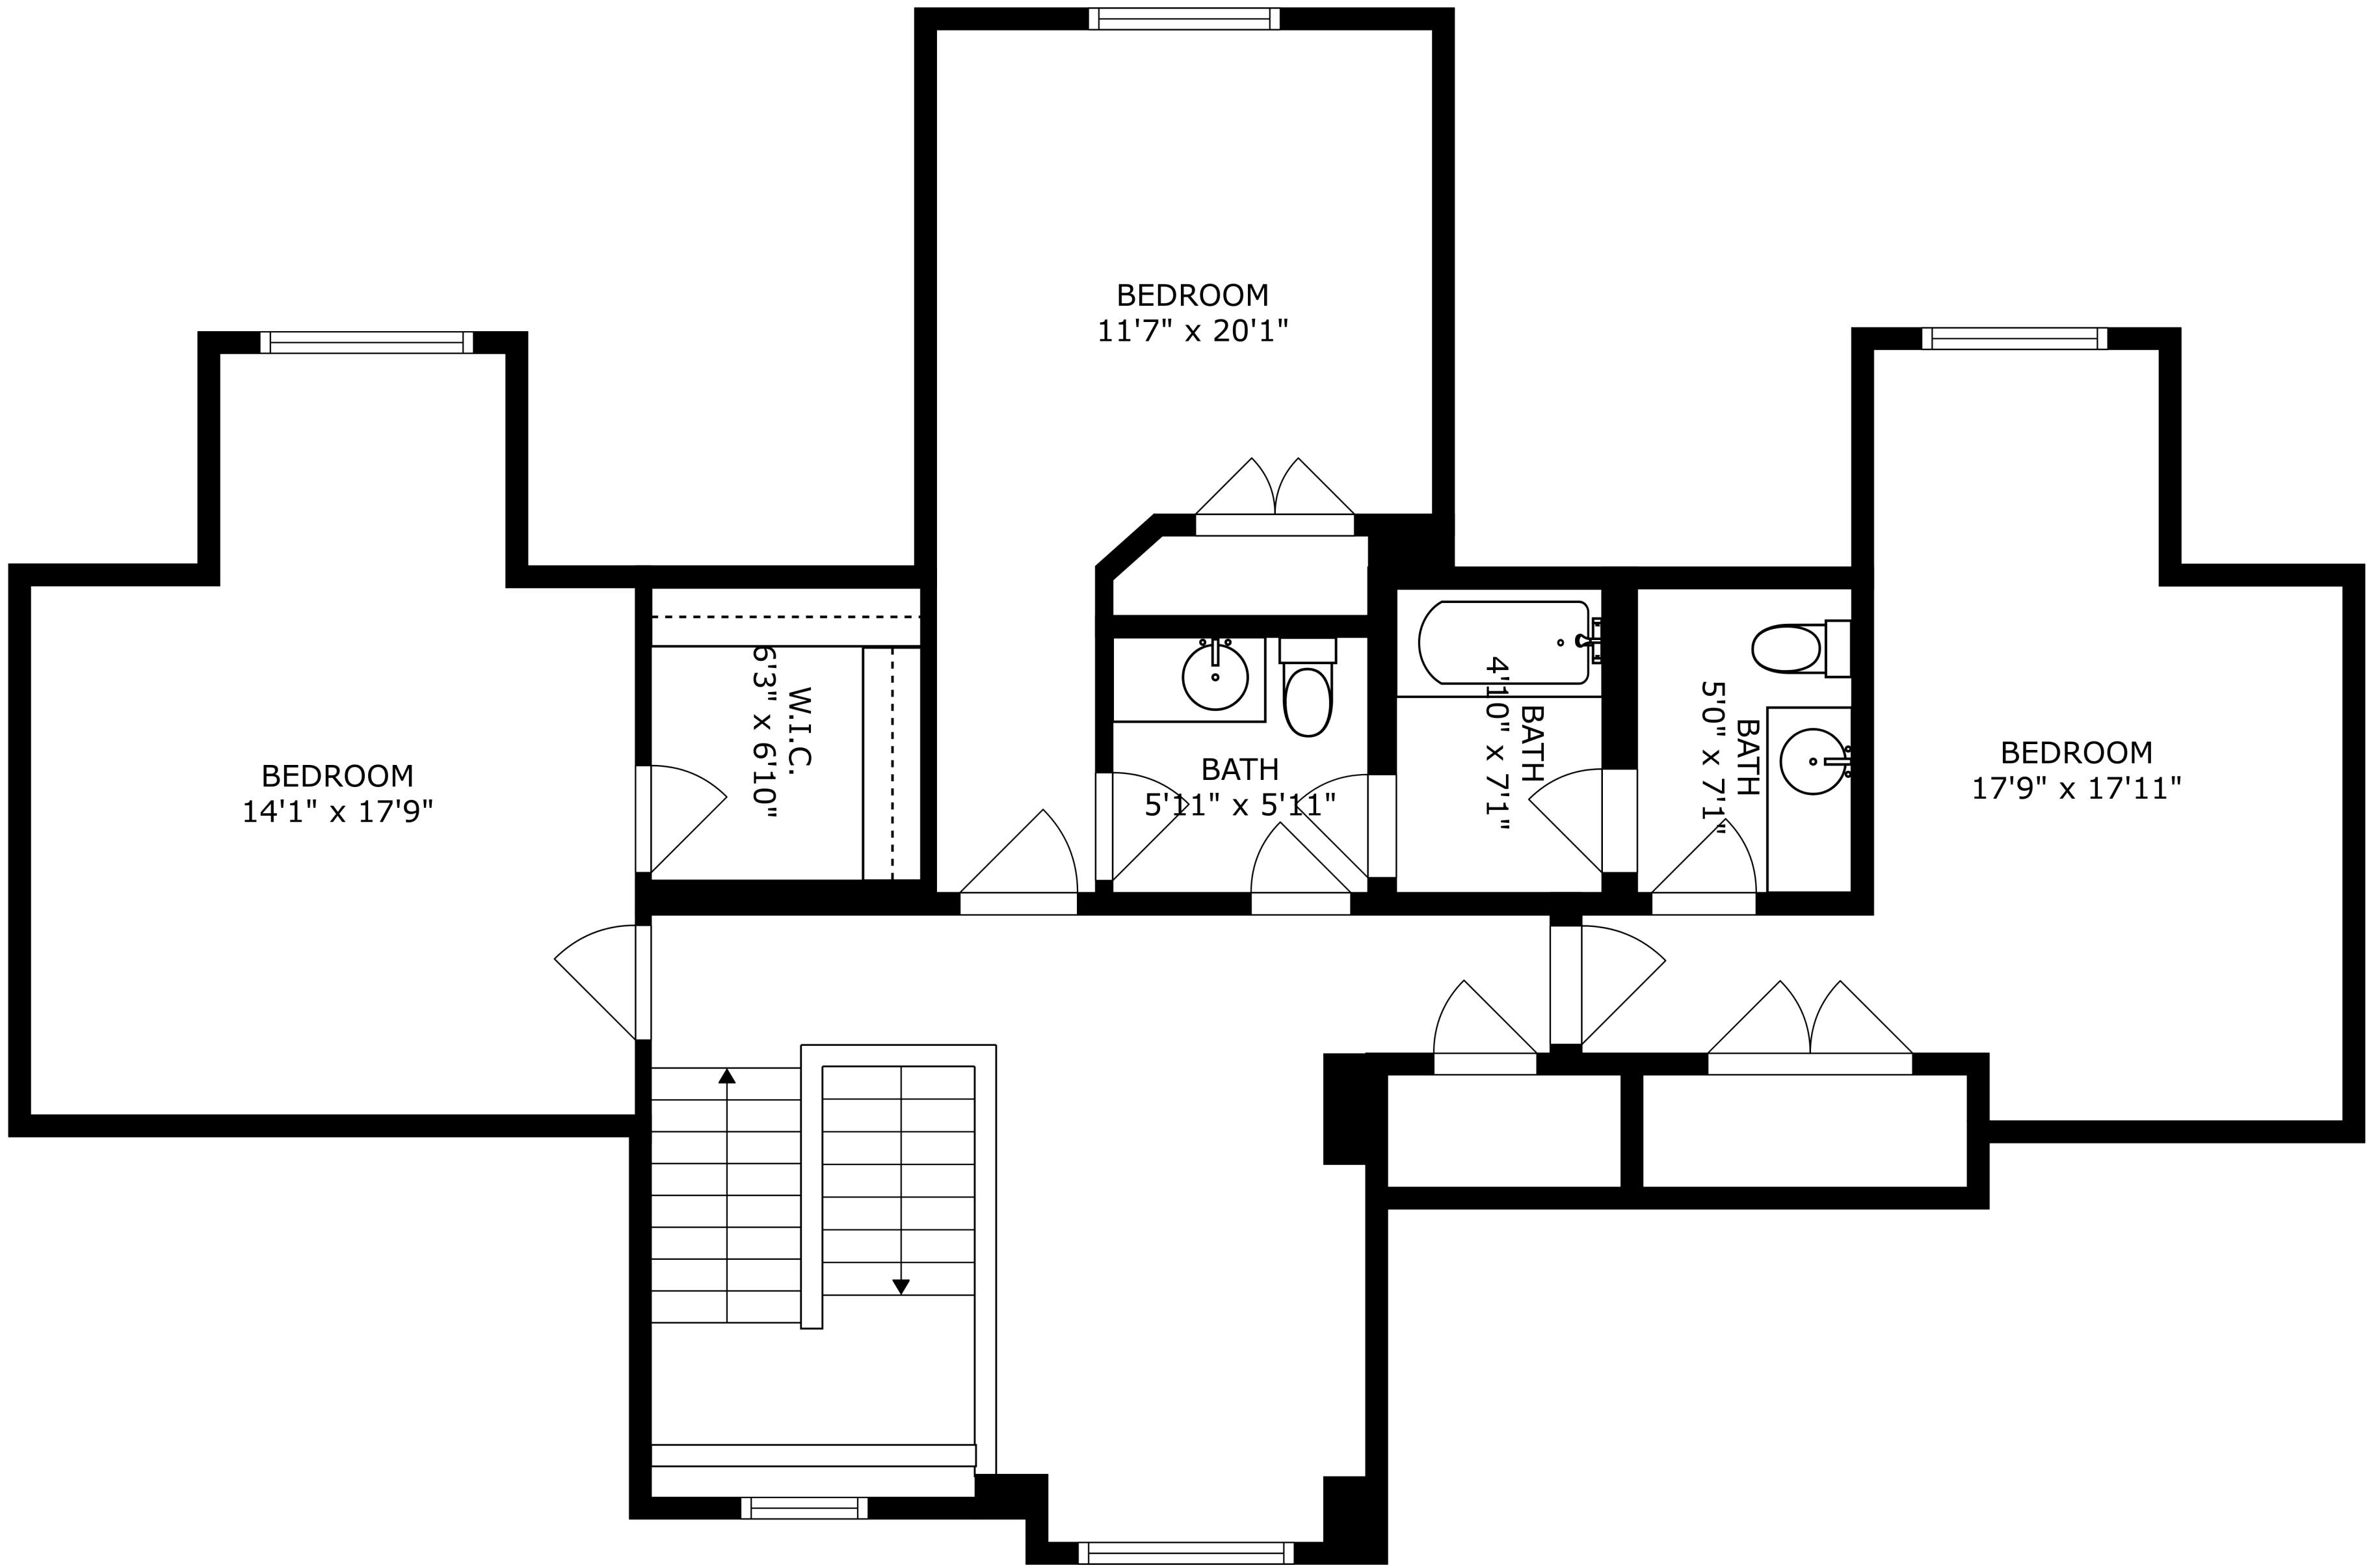 BEDROOM
11'7" x 20'1"
BEDROOM
14'1" x 17'9"
W.I.C.
6'3" x 6'10"
BATH
5'11" x 5'11"
BATH
4'10" x 7'1"
BATH
5'0" x 7'1"
BEDROOM
17'9" x 17'11"